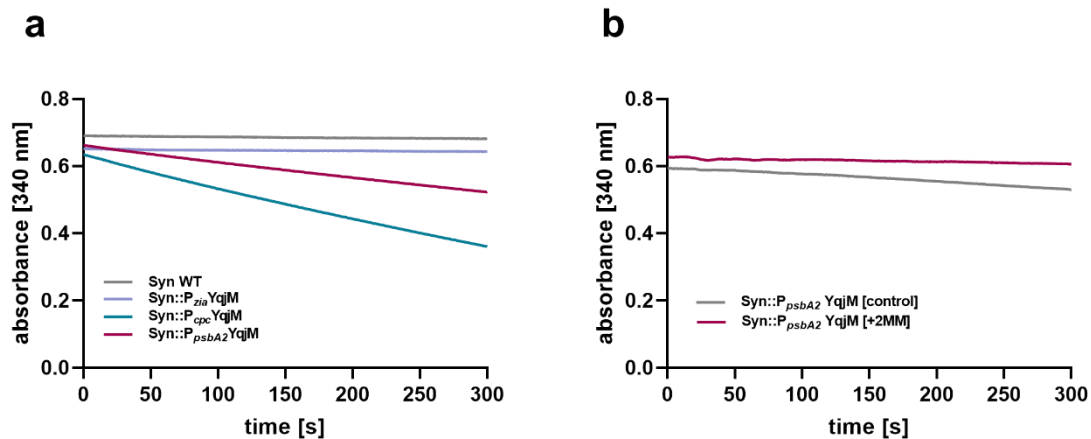 a
absorbance [340 nm]
0.8
0.6
0.4
0.2
0.0
Syn WT
Syn::PziaYqjM
Syn::PcpcYqjM
Syn::PpsbA2YqjM
0 50 100 150 200 250 300
time [s]
b
absorbance [340 nm]
0.8
0.6
0.4
0.2
0.0
Syn::PpsbA2 YqjM [control]
Syn::PpsbA2 YqjM [+2MM]
0 50 100 150 200 250 300
time [s]